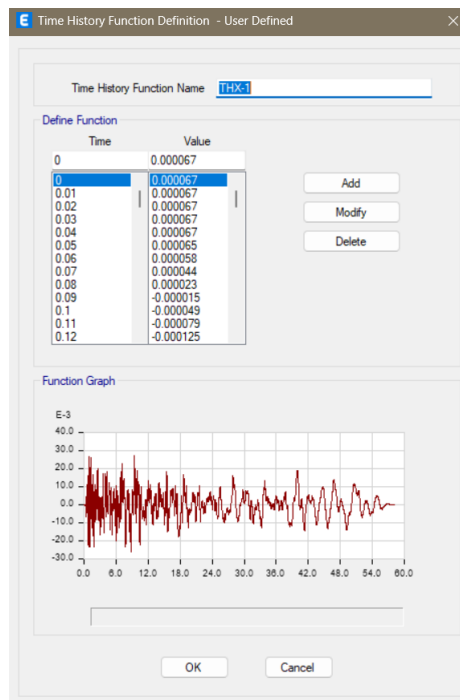 E Time History Function Definition - User Defined
Time History Function Name THX-1
Define Function
Time Value
0 0.000067
0 0.000067
0.01 0.000067
0.02 0.000067
0.03 0.000067
0.04 0.000067
0.05 0.000065
0.06 0.000058
0.07 0.000044
0.08 0.000023
0.09 -0.000015
0.1 -0.000049
0.11 -0.000079
0.12 -0.000125
Add
Modify
Delete
Function Graph
E-3
40.0
30.0
20.0
10.0
0.0
-10.0
-20.0
-30.0
0.0 6.0 12.0 18.0 24.0 30.0 36.0 42.0 48.0 54.0 60.0
OK Cancel